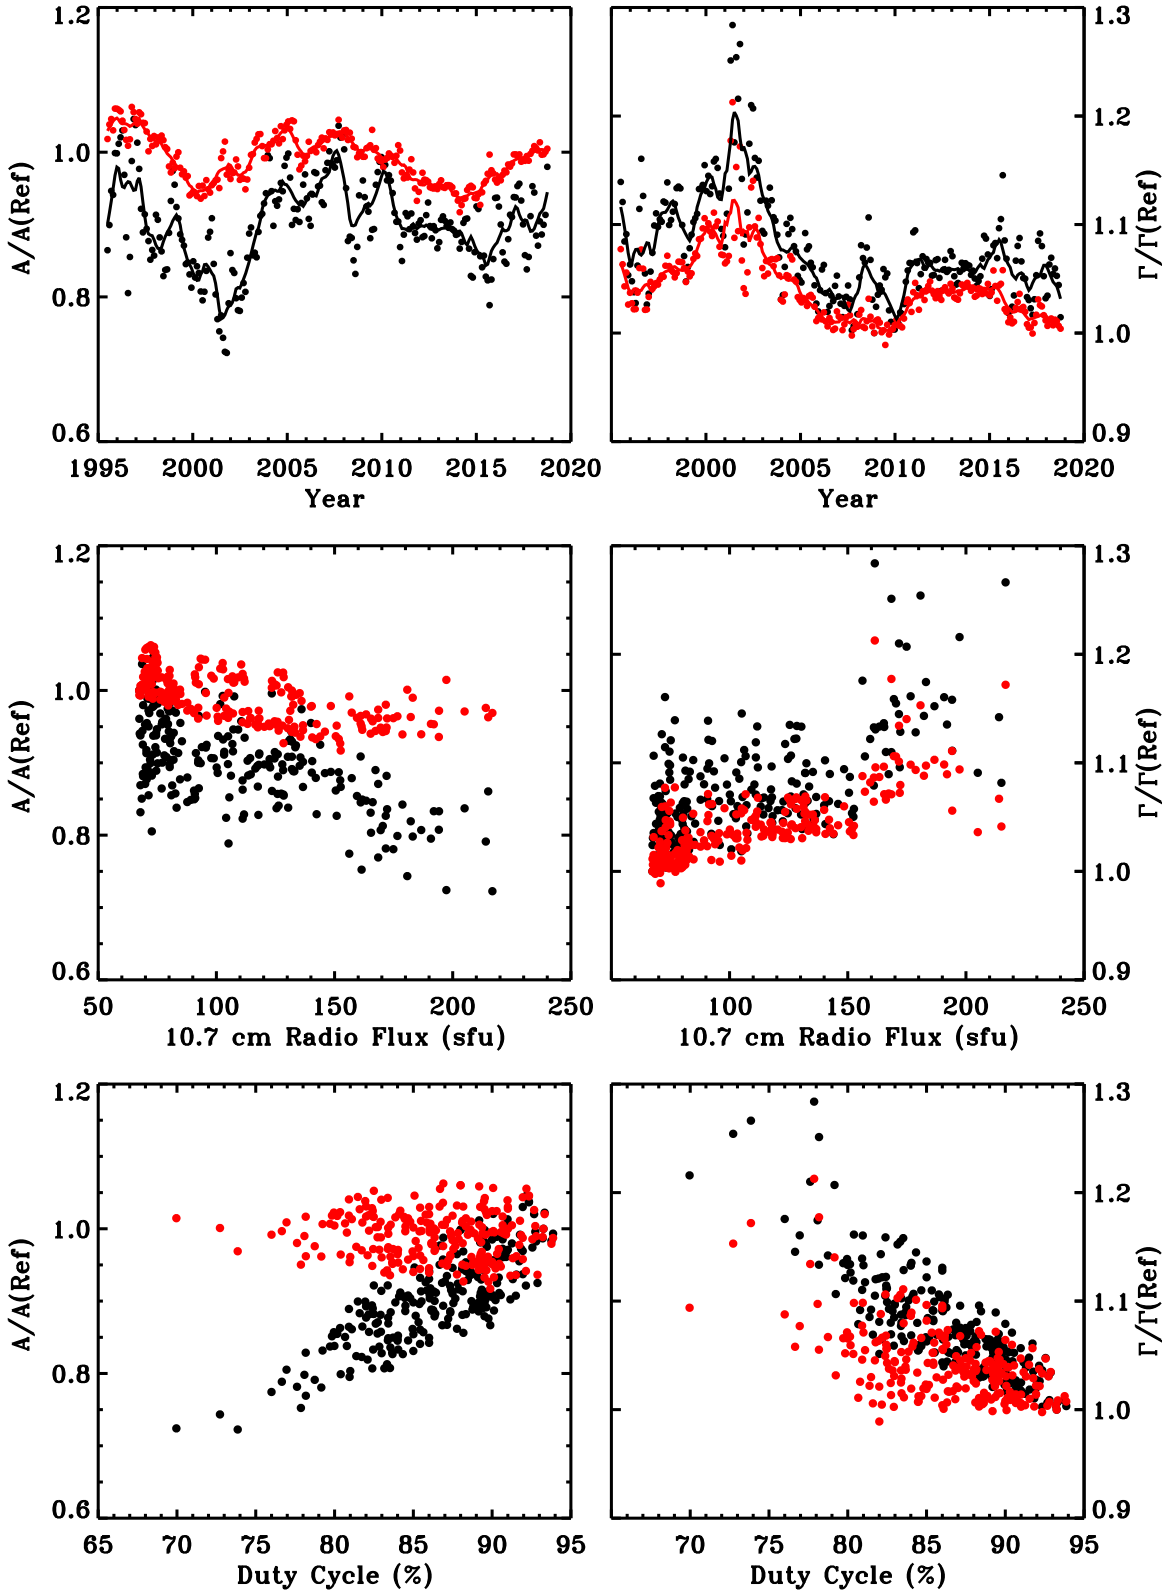 1.2
1.0
0.8
0.6
A/A(Ref)
1995 2000 2005 2010 2015 2020
Year
1.3
1.2
1.1
1.0
0.9
Γ/Γ(Ref)
2000 2005 2010 2015 2020
Year
1.2
1.0
0.8
0.6
A/A(Ref)
50 100 150 200 250
10.7 cm Radio Flux (sfu)
1.3
1.2
1.1
1.0
0.9
Γ/Γ(Ref)
100 150 200 250
10.7 cm Radio Flux (sfu)
1.2
1.0
0.8
0.6
A/A(Ref)
65 70 75 80 85 90 95
Duty Cycle (%)
1.3
1.2
1.1
1.0
0.9
Γ/Γ(Ref)
70 75 80 85 90 95
Duty Cycle (%)